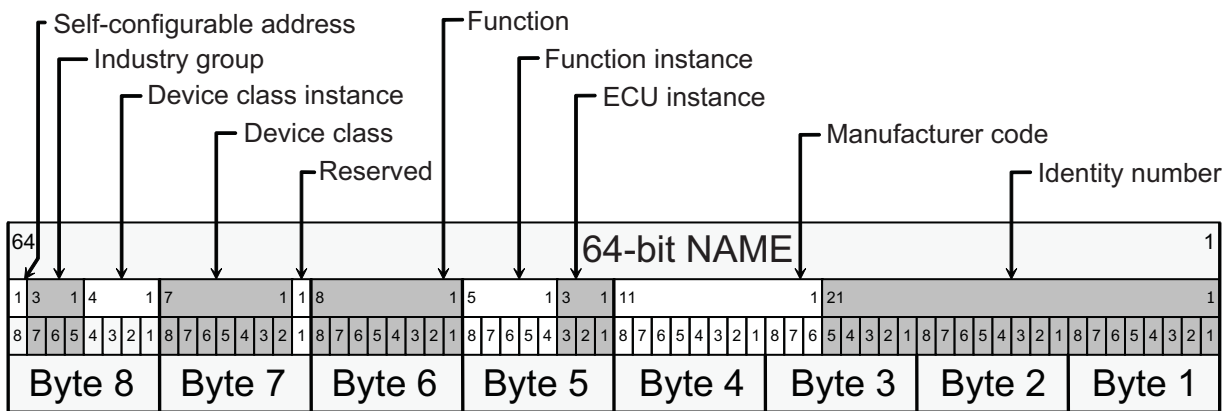 Self-configurable address
Function
Industry group
Function instance
Device class instance
ECU instance
Device class
Manufacturer code
Reserved
Identity number
64 64-bit NAME 1
1 3 1 4 1 7 1 1 8 1 5 1 3 1 11 1 21 1
8 7 6 5 4 3 2 1 8 7 6 5 4 3 2 1 8 7 6 5 4 3 2 1 8 7 6 5 4 3 2 1 8 7 6 5 4 3 2 1 8 7 6 5 4 3 2 1 8 7 6 5 4 3 2 1 8 7 6 5 4 3 2 1
Byte 8 Byte 7 Byte 6 Byte 5 Byte 4 Byte 3 Byte 2 Byte 1